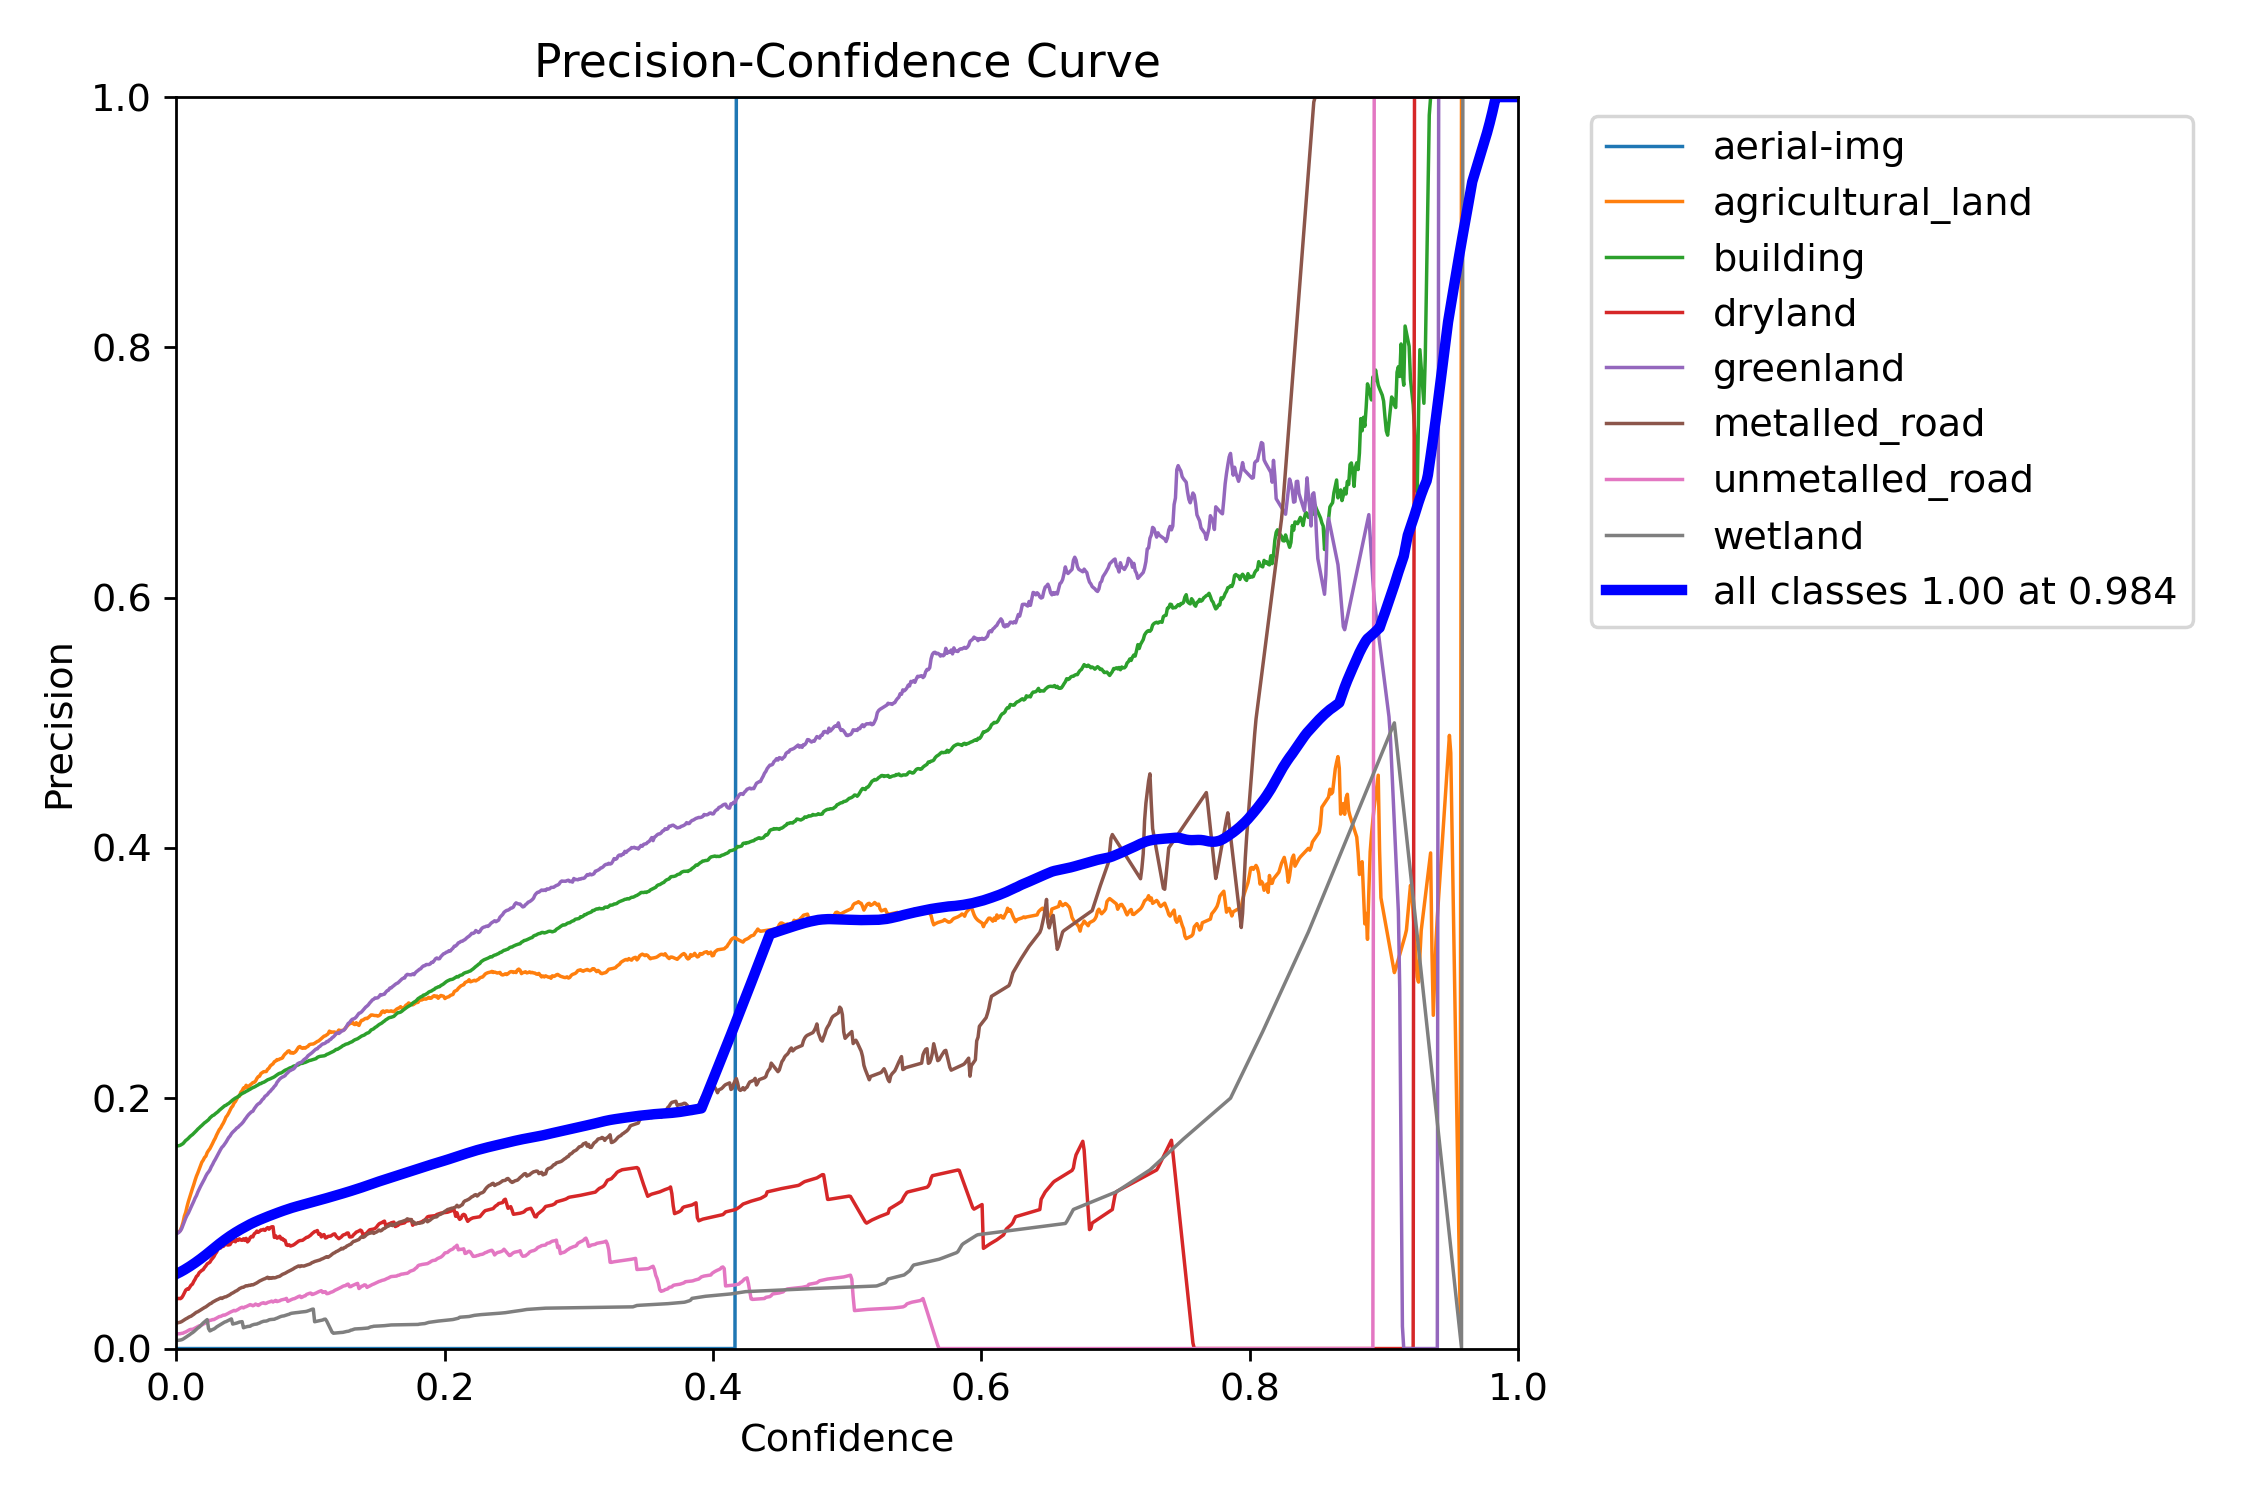 Precision-Confidence Curve
1.0
0.8
0.6
0.4
0.2
0.0
Precision
0.0 0.2 0.4 0.6 0.8 1.0
Confidence
aerial-img
agricultural_land
building
dryland
greenland
metalled_road
unmetalled_road
wetland
all classes 1.00 at 0.984